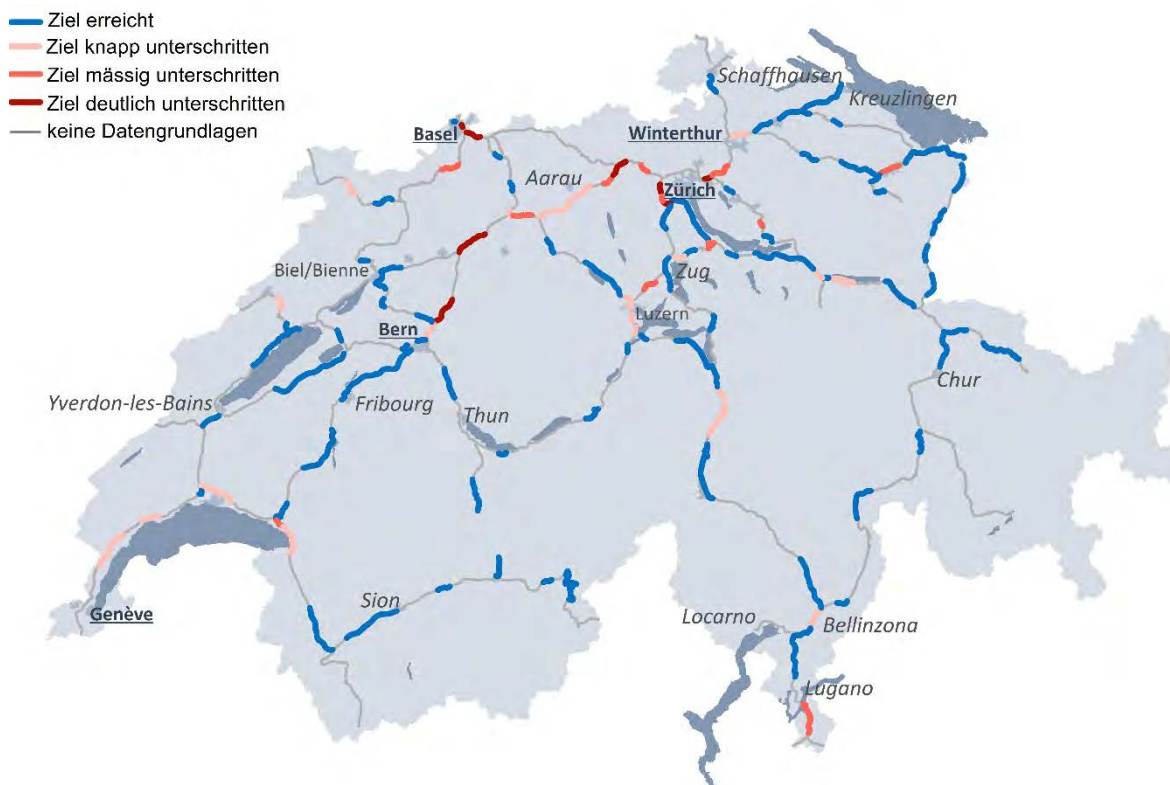 Ziel erreicht
Ziel knapp unterschritten
Ziel mässig unterschritten
Ziel deutlich unterschritten
keine Datengrundlagen
Schaffhausen
Kreuzlingen
Basel
Winterthur
Aarau
Zürich
Biel/Bienne
Zug
Luzern
Bern
Chur
Yverdon-les-Bains
Fribourg
Thun
Sion
Genève
Locarno
Bellinzona
Lugano